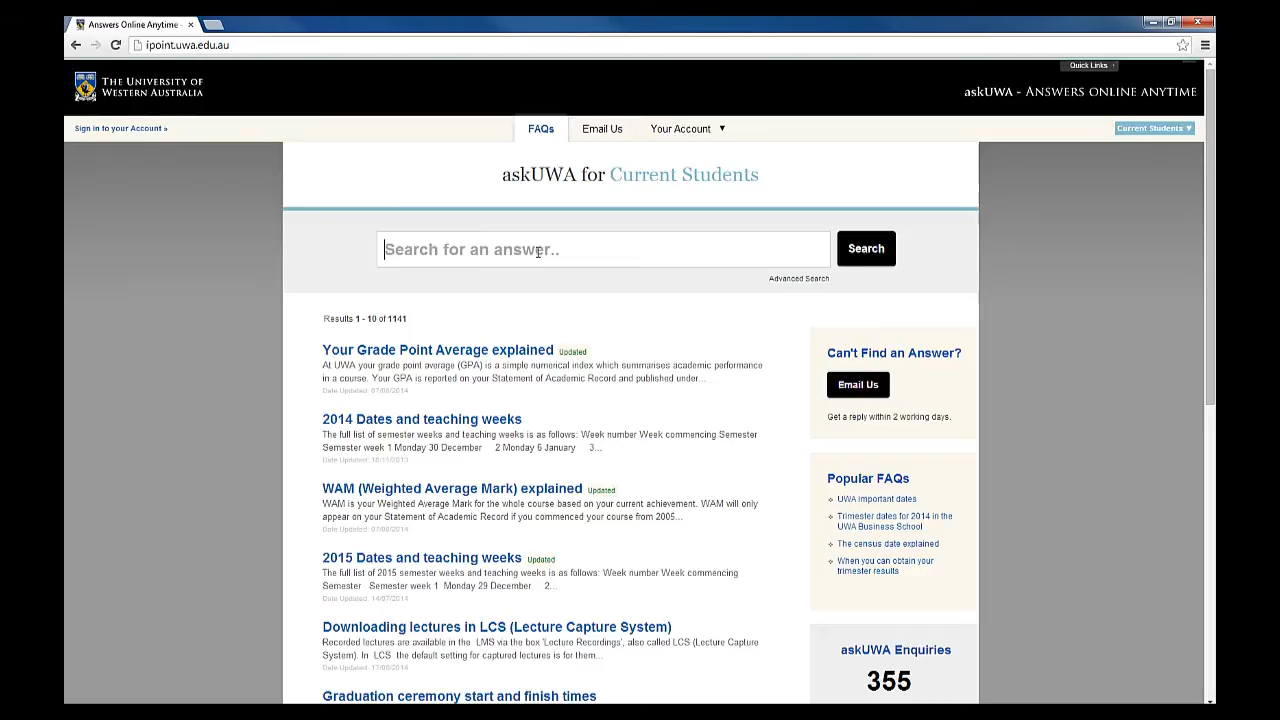 Answers Online Anytime -
ipoint.uwa.edu.au
Quick Links
THE UNIVERSITY OF
WESTERN AUSTRALIA
askUWA - ANSWERS ONLINE ANYTIME
Sign in to your Account »
FAQs
Email Us
Your Account ▼
Current Students ▼
askUWA for Current Students
Search for an answer..
Search
Advanced Search
Results 1 - 10 of 1141
Your Grade Point Average explained Updated
At UWA your grade point average (GPA) is a simple numerical index which summarises academic performance
in a course. Your GPA is reported on your Statement of Academic Record and published under...
Date Updated: 07/08/2014
2014 Dates and teaching weeks
The full list of semester weeks and teaching weeks is as follows: Week number Week commencing Semester
Semester week 1 Monday 30 December 2 Monday 6 January 3...
Date Updated: 18/11/2013
WAM (Weighted Average Mark) explained Updated
WAM is your Weighted Average Mark for the whole course based on your current achievement. WAM will only
appear on your Statement of Academic Record if you commenced your course from 2005...
Date Updated: 07/08/2014
2015 Dates and teaching weeks Updated
The full list of 2015 semester weeks and teaching weeks is as follows: Week number Week commencing
Semester Semester week 1 Monday 29 December 2...
Date Updated: 14/07/2014
Downloading lectures in LCS (Lecture Capture System)
Recorded lectures are available in the LMS via the box 'Lecture Recordings', also called LCS (Lecture Capture
System). In LCS the default setting for captured lectures is for them...
Date Updated: 17/06/2014
Graduation ceremony start and finish times
Can't Find an Answer?
Email Us
Get a reply within 2 working days.
Popular FAQs
UWA important dates
Trimester dates for 2014 in the
UWA Business School
The census date explained
When you can obtain your
trimester results
askUWA Enquiries
355